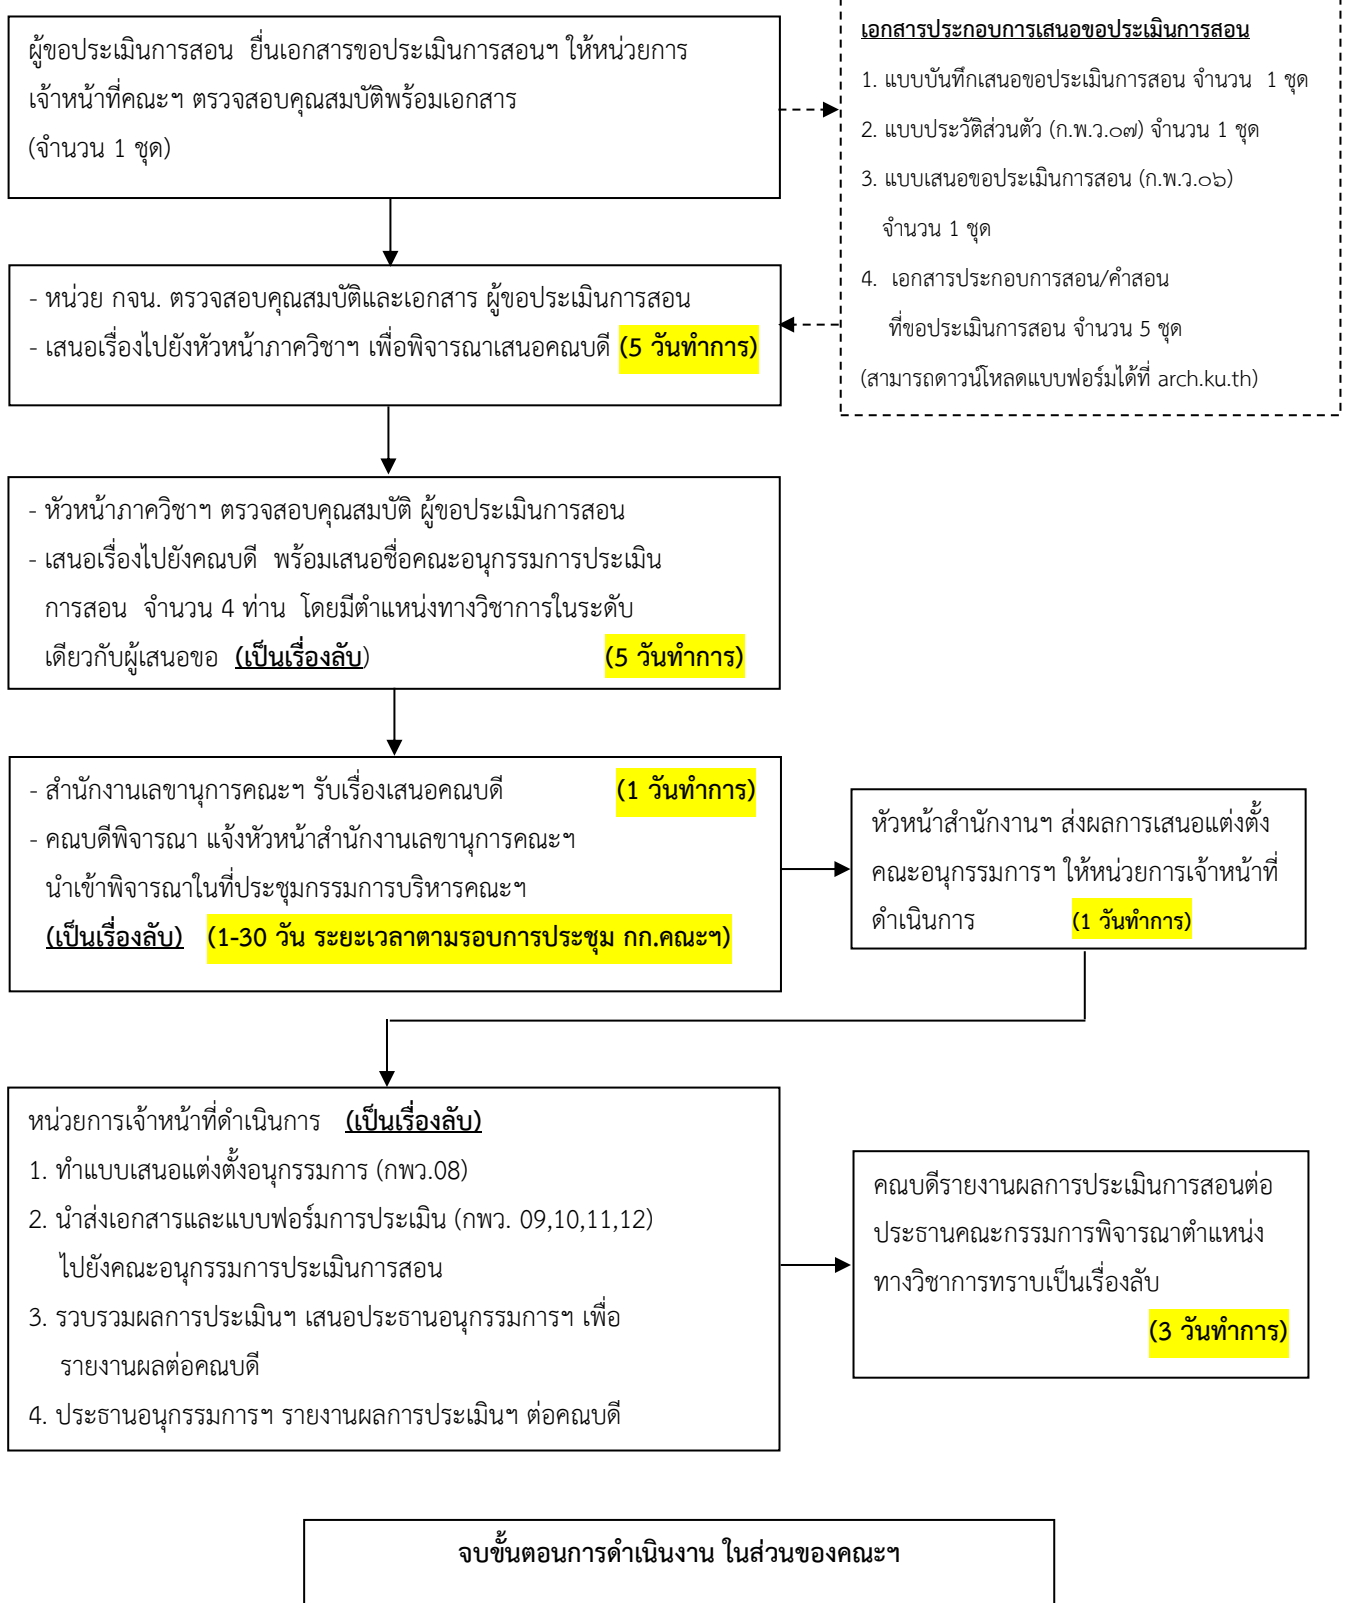 ผู้ขอประเมินการสอน ยื่นเอกสารขอประเมินการสอนฯ ให้หน่วยการ
เจ้าหน้าที่คณะฯ ตรวจสอบคุณสมบัติพร้อมเอกสาร
(จำนวน 1 ชุด)
เอกสารประกอบการเสนอขอประเมินการสอน
1. แบบบันทึกเสนอขอประเมินการสอน จำนวน 1 ชุด
2. แบบประวัติส่วนตัว (ก.พ.ว.๐๗) จำนวน 1 ชุด
3. แบบเสนอขอประเมินการสอน (ก.พ.ว.๐๖)
จำนวน 1 ชุด
4. เอกสารประกอบการสอน/คำสอน
ที่ขอประเมินการสอน จำนวน 5 ชุด
(สามารถดาวน์โหลดแบบฟอร์มได้ที่ arch.ku.th)
- หน่วย กจน. ตรวจสอบคุณสมบัติและเอกสาร ผู้ขอประเมินการสอน
- เสนอเรื่องไปยังหัวหน้าภาควิชาฯ เพื่อพิจารณาเสนอคณบดี (5 วันทำการ)
- หัวหน้าภาควิชาฯ ตรวจสอบคุณสมบัติ ผู้ขอประเมินการสอน
- เสนอเรื่องไปยังคณบดี พร้อมเสนอชื่อคณะอนุกรรมการประเมิน
การสอน จำนวน 4 ท่าน โดยมีตำแหน่งทางวิชาการในระดับ
เดียวกับผู้เสนอขอ (เป็นเรื่องลับ) (5 วันทำการ)
- สำนักงานเลขานุการคณะฯ รับเรื่องเสนอคณบดี (1 วันทำการ)
- คณบดีพิจารณา แจ้งหัวหน้าสำนักงานเลขานุการคณะฯ
นำเข้าพิจารณาในที่ประชุมกรรมการบริหารคณะฯ
(เป็นเรื่องลับ) (1-30 วัน ระยะเวลาตามรอบการประชุม กก.คณะฯ)
หัวหน้าสำนักงานฯ ส่งผลการเสนอแต่งตั้ง
คณะอนุกรรมการฯ ให้หน่วยการเจ้าหน้าที่
ดำเนินการ (1 วันทำการ)
หน่วยการเจ้าหน้าที่ดำเนินการ (เป็นเรื่องลับ)
1. ทำแบบเสนอแต่งตั้งอนุกรรมการ (กพว.08)
2. นำส่งเอกสารและแบบฟอร์มการประเมิน (กพว. 09,10,11,12)
ไปยังคณะอนุกรรมการประเมินการสอน
3. รวบรวมผลการประเมินฯ เสนอประธานอนุกรรมการฯ เพื่อ
รายงานผลต่อคณบดี
4. ประธานอนุกรรมการฯ รายงานผลการประเมินฯ ต่อคณบดี
คณบดีรายงานผลการประเมินการสอนต่อ
ประธานคณะกรรมการพิจารณาตำแหน่ง
ทางวิชาการทราบเป็นเรื่องลับ
(3 วันทำการ)
จบขั้นตอนการดำเนินงาน ในส่วนของคณะฯ